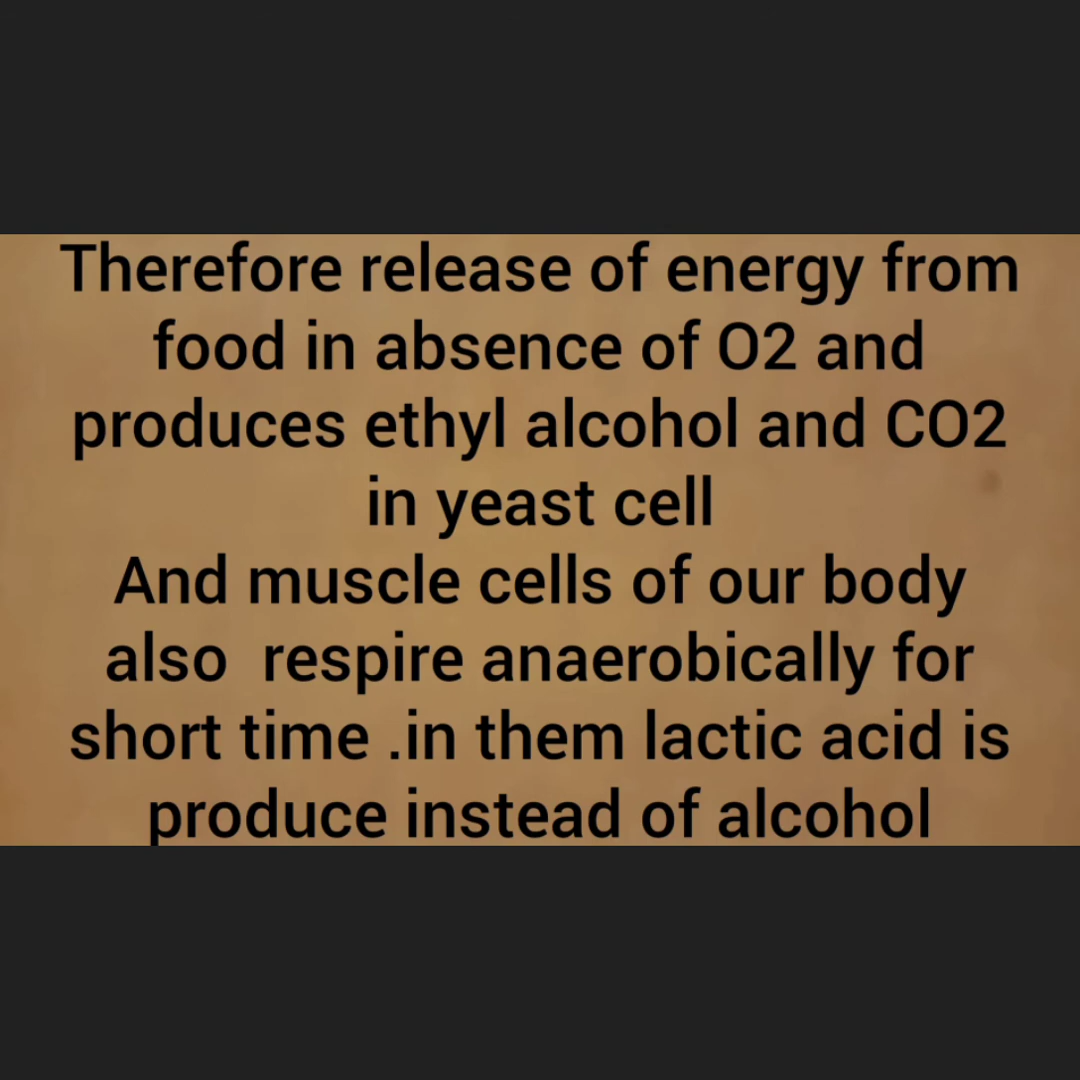 Therefore release of energy from
food in absence of O2 and
produces ethyl alcohol and CO2
in yeast cell
And muscle cells of our body
also  respire anaerobically for
short time .in them lactic acid is
produce instead of alcohol